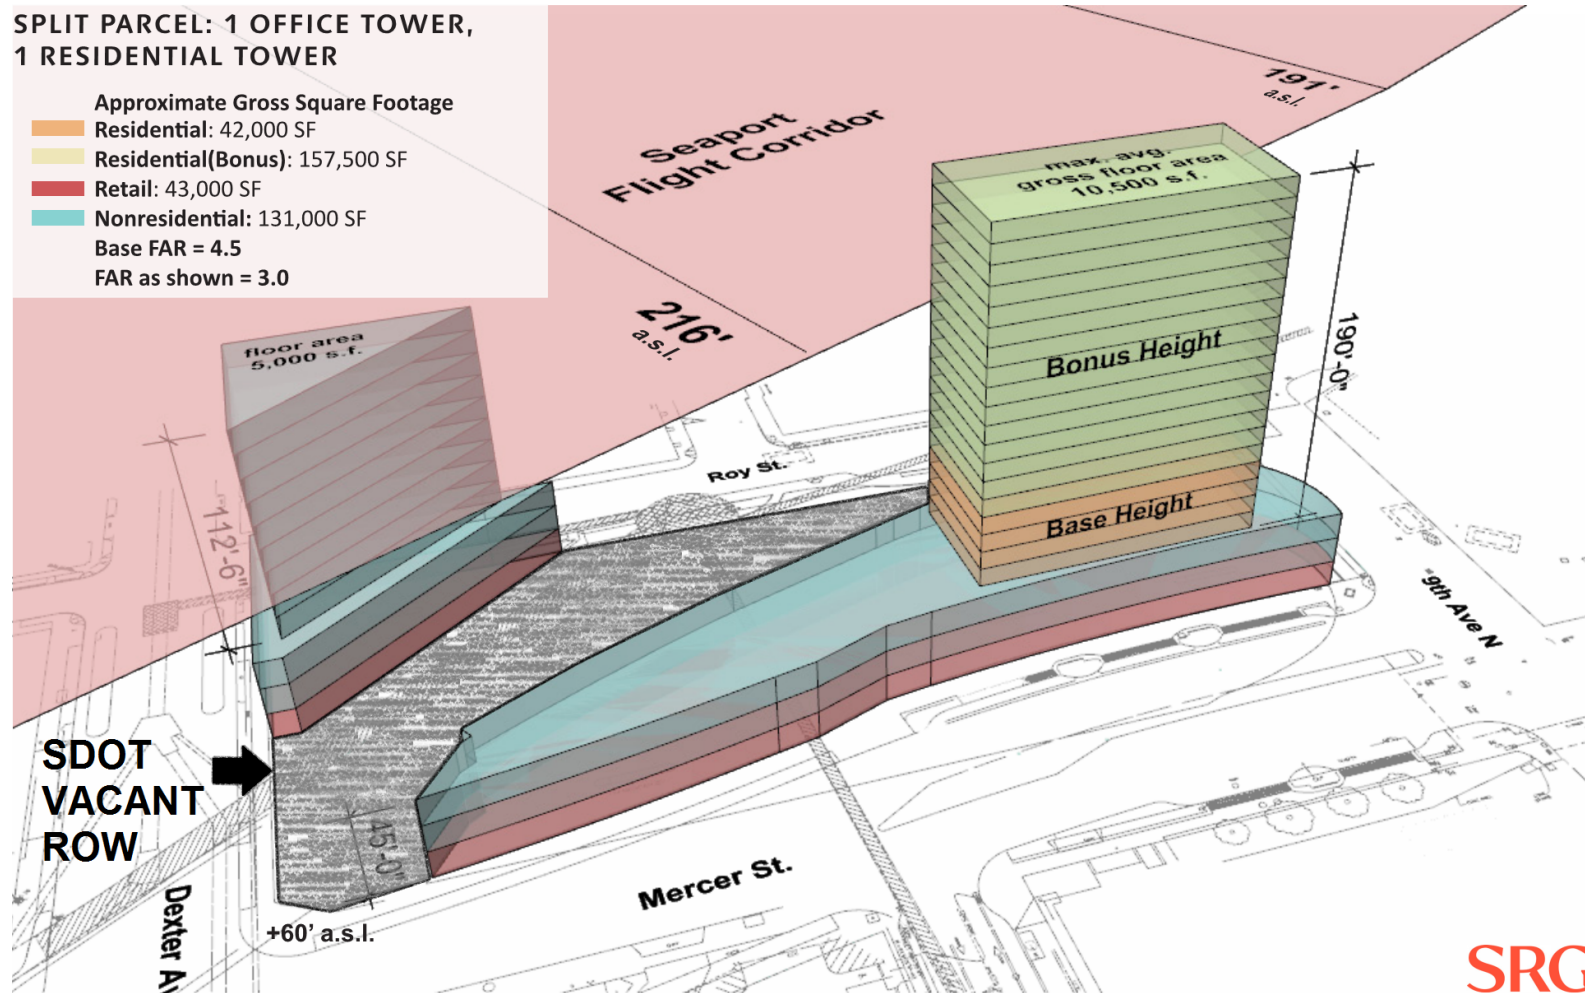 SPLIT PARCEL: 1 OFFICE TOWER,
1 RESIDENTIAL TOWER
Approximate Gross Square Footage
Residential: 42,000 SF
Residential(Bonus): 157,500 SF
Retail: 43,000 SF
Nonresidential: 131,000 SF
Base FAR = 4.5
FAR as shown = 3.0
Seaport
Flight Corridor
191'
a.s.l.
216'
a.s.l.
max. avg.
gross floor area
10,500 s.f.
floor area
5,000 s.f.
Bonus Height
Base Height
190'-0"
112'-6"
Roy St.
9th Ave N
SDOT
VACANT
ROW
45'-0"
Mercer St.
Dexter Av
+60' a.s.l.
SRG